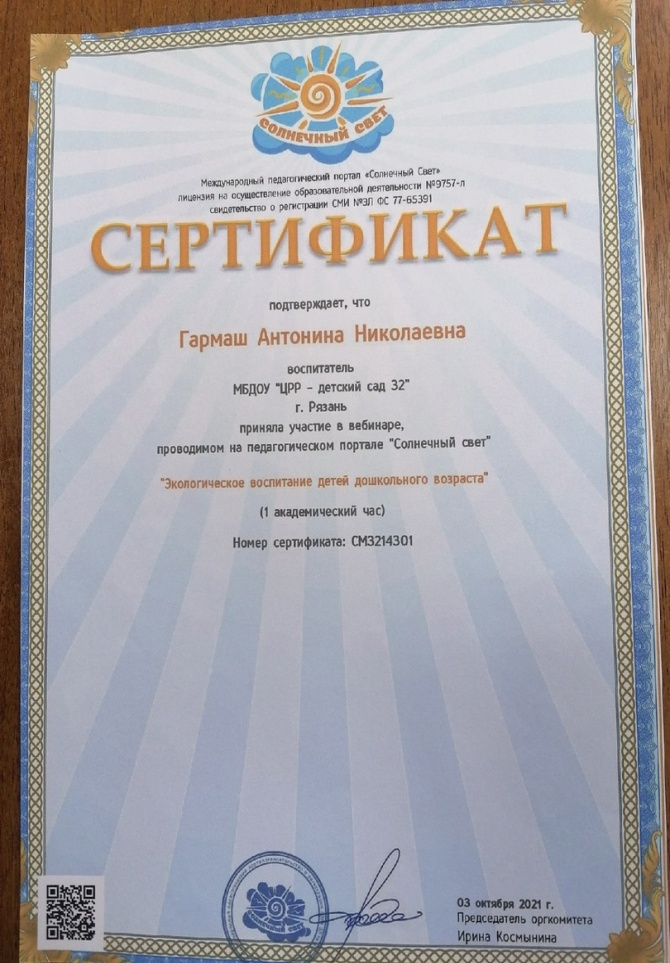 СОЛНЕЧНЫЙ СВЕТ
Международный педагогический портал «Солнечный Свет»
лицензия на осуществление образовательной деятельности №9757-л
свидетельство о регистрации СМИ №ЭЛ ФС 77-65391
СЕРТИФИКАТ
подтверждает, что
Гармаш Антонина Николаевна
воспитатель
МБДОУ "ЦРР - детский сад 32"
г. Рязань
приняла участие в вебинаре,
проводимом на педагогическом портале "Солнечный свет"
"Экологическое воспитание детей дошкольного возраста"
(1 академический час)
Номер сертификата: СМ3214301
03 октября 2021 г.
Председатель оргкомитета
Ирина Космынина